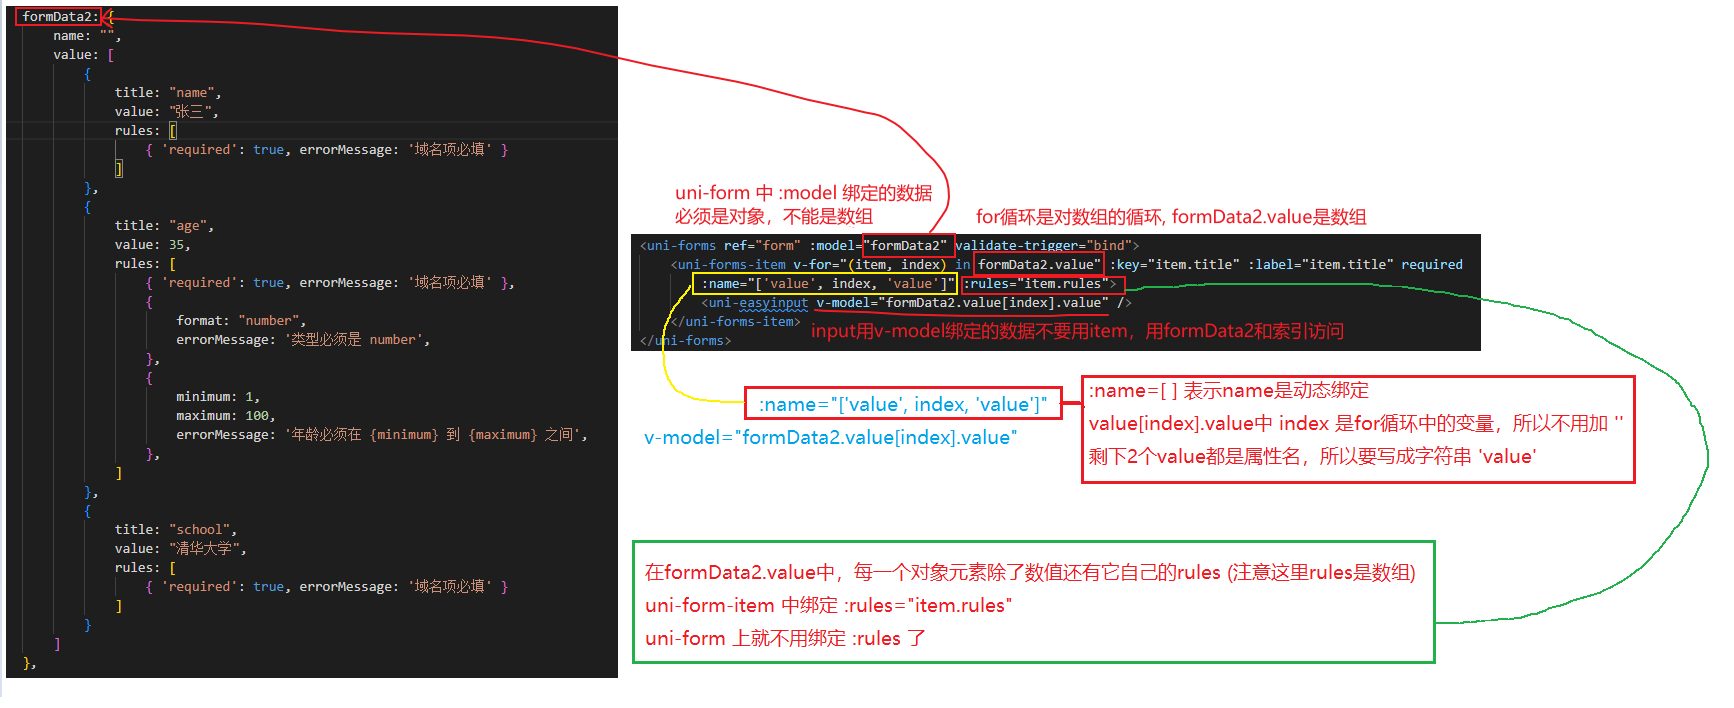 formData2: {
name: "",
value: [
{
title: "name",
value: "张三",
rules: [
{ 'required': true, errorMessage: '域名项必填' }
]
},
{
title: "age",
value: 35,
rules: [
{ 'required': true, errorMessage: '域名项必填' },
{
format: "number",
errorMessage: '类型必须是 number',
},
{
minimum: 1,
maximum: 100,
errorMessage: '年龄必须在 {minimum} 到 {maximum} 之间',
},
]
},
{
title: "school",
value: "清华大学",
rules: [
{ 'required': true, errorMessage: '域名项必填' }
]
}
]
},
uni-form 中 :model 绑定的数据
必须是对象，不能是数组
for循环是对数组的循环, formData2.value是数组
<uni-forms ref="form" :model="formData2" validate-trigger="bind">
<uni-forms-item v-for="(item, index) in formData2.value" :key="item.title" :label="item.title" required
:name="['value', index, 'value']" :rules="item.rules">
<uni-easyinput v-model="formData2.value[index].value" />
</uni-forms-item>
input用v-model绑定的数据不要用item，用formData2和索引访问
</uni-forms>
:name="['value', index, 'value']"
v-model="formData2.value[index].value"
:name=[ ] 表示name是动态绑定
value[index].value中 index 是for循环中的变量，所以不用加 ''
剩下2个value都是属性名，所以要写成字符串 'value'
在formData2.value中，每一个对象元素除了数值还有它自己的rules (注意这里rules是数组)
uni-form-item 中绑定 :rules="item.rules"
uni-form 上就不用绑定 :rules 了